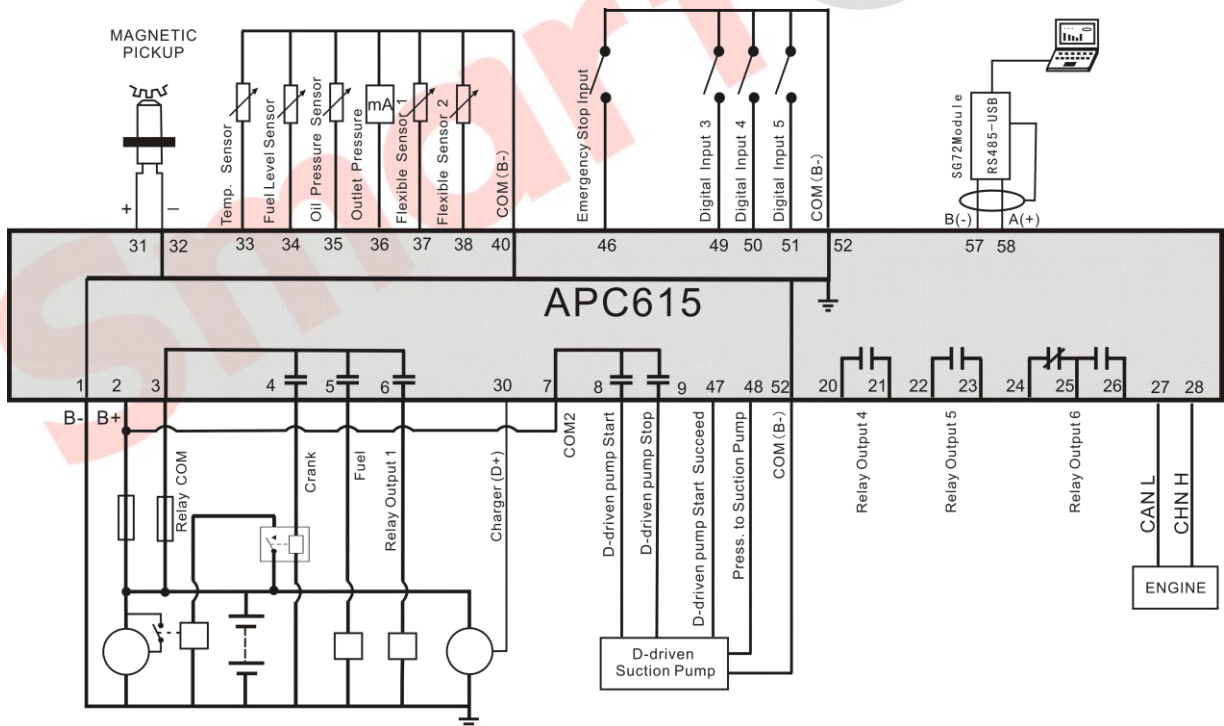 Smart
MAGNETIC
PICKUP
+
–
Temp. Sensor
Fuel Level Sensor
Oil Pressure Sensor
Outlet Pressure
mA
Flexible Sensor 1
Flexible Sensor 2
COM (B-)
Emergency Stop Input
Digital Input 3
Digital Input 4
Digital Input 5
COM (B-)
SG72Module
RS485-USB
B(-)
A(+)
31 32 33 34 35 36 37 38 40 46 49 50 51 52 57 58
APC615
1 2 3 4 5 6 30 7 8 9 47 48 52 20 21 22 23 24 25 26 27 28
B- B+
Relay COM
Crank
Fuel
Relay Output 1
Charger (D+)
COM2
D-driven pump Start
D-driven pump Stop
D-driven pump Start Succeed
Press. to Suction Pump
COM (B-)
Relay Output 4
Relay Output 5
Relay Output 6
CAN L
CHN H
D-driven
Suction Pump
ENGINE